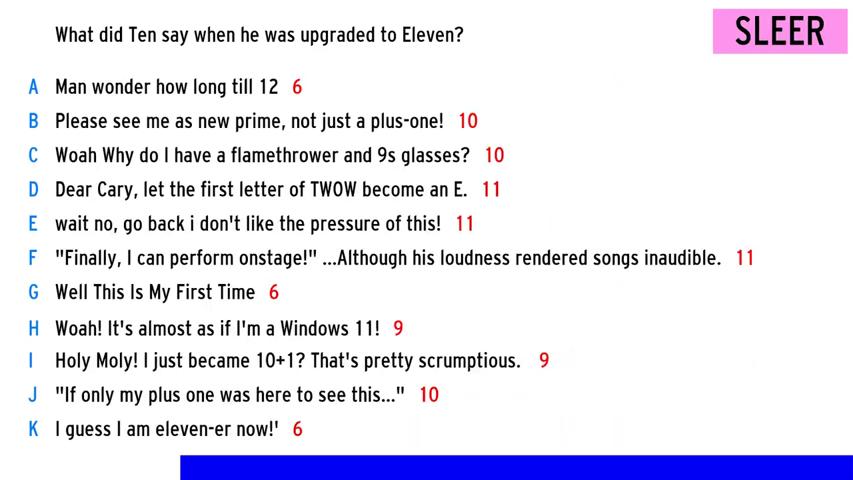 What did Ten say when he was upgraded to Eleven?
SLEER
A Man wonder how long till 12 6
B Please see me as new prime, not just a plus-one! 10
C Woah Why do I have a flamethrower and 9s glasses? 10
D Dear Cary, let the first letter of TWOW become an E. 11
E wait no, go back i don't like the pressure of this! 11
F "Finally, I can perform onstage!" ...Although his loudness rendered songs inaudible. 11
G Well This Is My First Time 6
H Woah! It's almost as if I'm a Windows 11! 9
I Holy Moly! I just became 10+1? That's pretty scrumptious. 9
J "If only my plus one was here to see this..." 10
K I guess I am eleven-er now!' 6